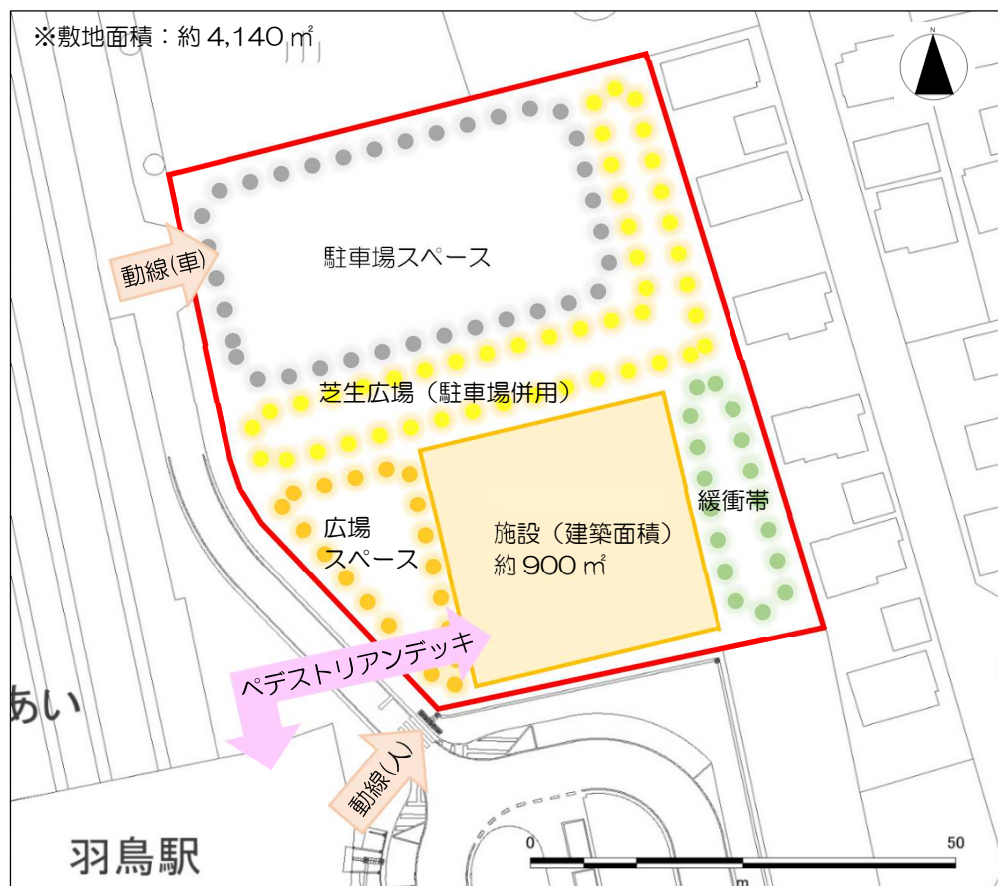 ※敷地面積：約 4,140 ㎡
N
動線(車)
駐車場スペース
芝生広場（駐車場併用）
広場
スペース
施設（建築面積）
約 900 ㎡
緩衝帯
ペデストリアンデッキ
あい
動線(人)
羽鳥駅
0
50
m